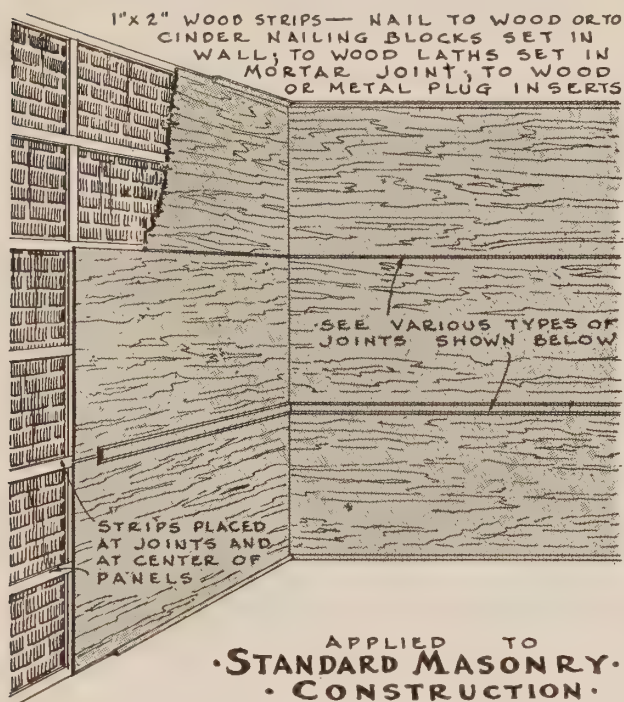 1"x 2" WOOD STRIPS — NAIL TO WOOD OR TO
CINDER NAILING BLOCKS SET IN
WALL; TO WOOD LATHS SET IN
MORTAR JOINT; TO WOOD
OR METAL PLUG INSERTS
SEE VARIOUS TYPES OF
JOINTS SHOWN BELOW
STRIPS PLACED
AT JOINTS AND
AT CENTER OF
PANELS
APPLIED TO
·STANDARD MASONRY·
·CONSTRUCTION·